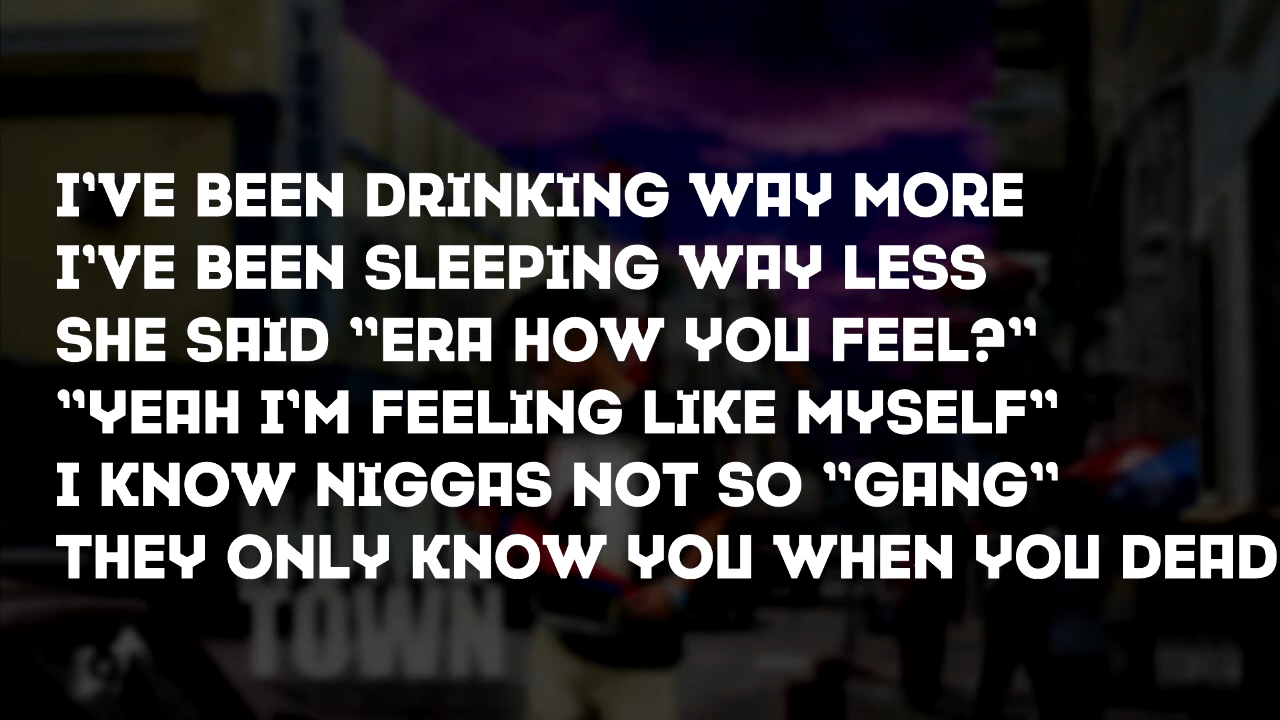 I'VE BEEN DRINKING WAY MORE
I'VE BEEN SLEEPING WAY LESS
SHE SAID "ERA HOW YOU FEEL?"
"YEAH I'M FEELING LIKE MYSELF"
I KNOW NIGGAS NOT SO "GANG"
THEY ONLY KNOW YOU WHEN YOU DEAD
TOWN